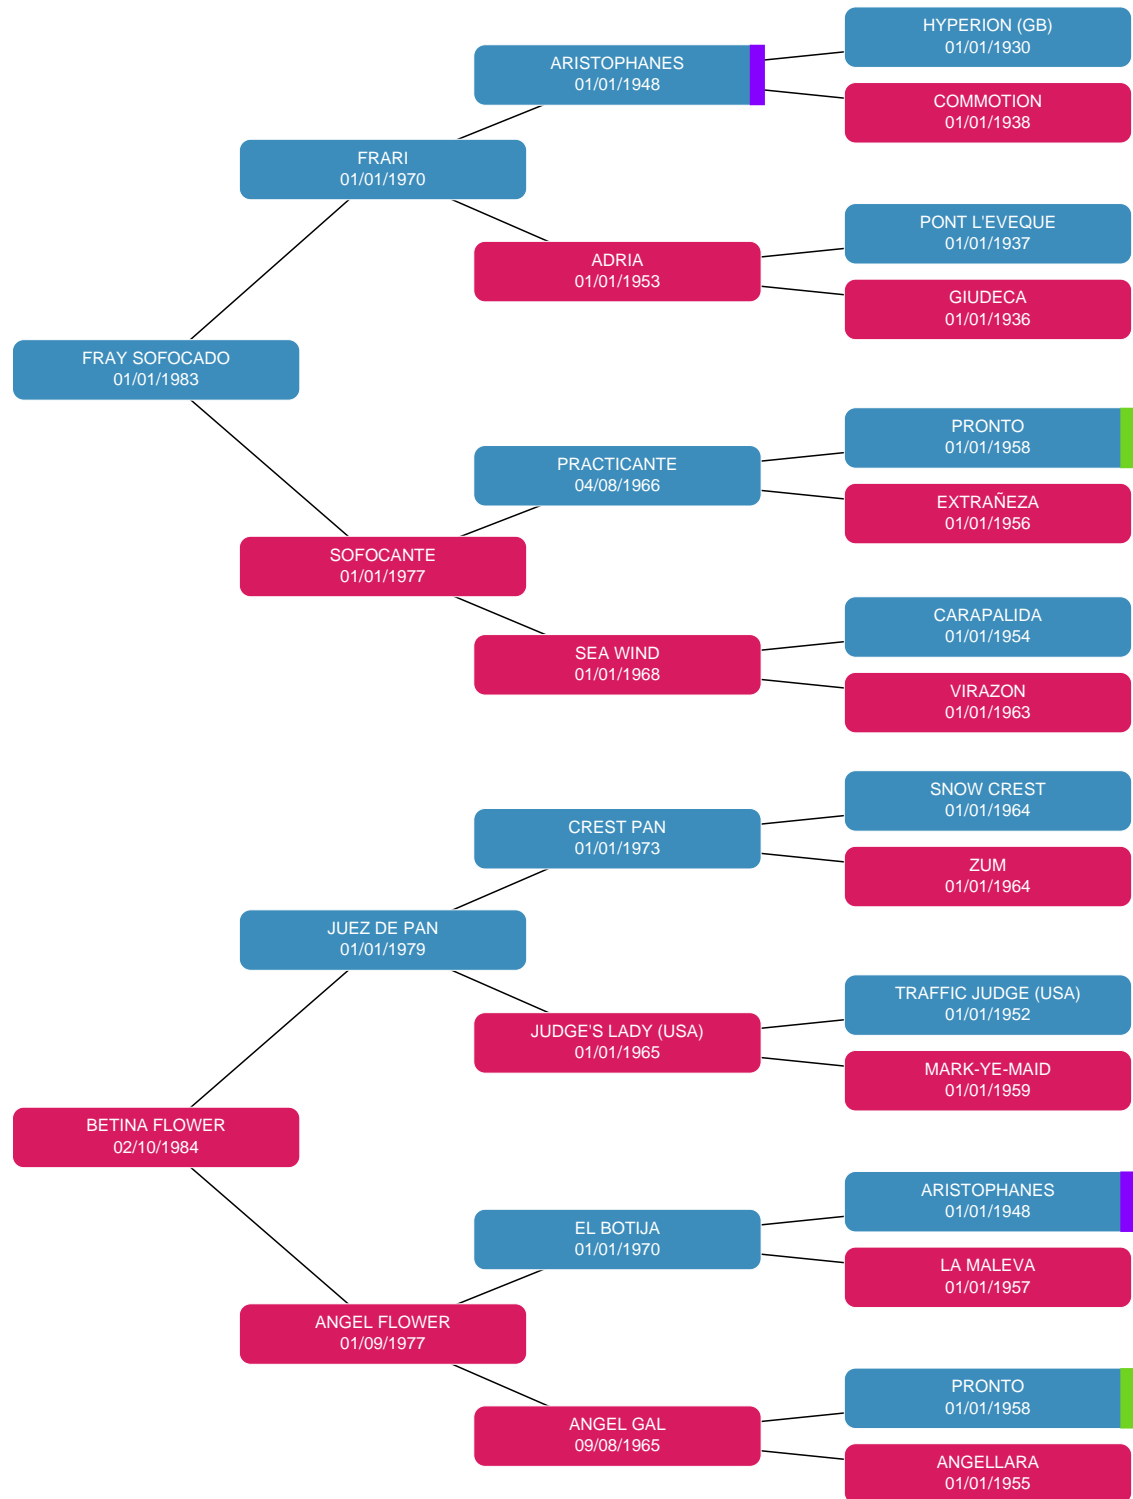 HYPERION (GB)
01/01/1930
ARISTOPHANES
01/01/1948
COMMOTION
01/01/1938
FRARI
01/01/1970
PONT L'EVEQUE
01/01/1937
ADRIA
01/01/1953
GIUDECA
01/01/1936
FRAY SOFOCADO
01/01/1983
PRONTO
01/01/1958
PRACTICANTE
04/08/1966
EXTRAÑEZA
01/01/1956
SOFOCANTE
01/01/1977
CARAPALIDA
01/01/1954
SEA WIND
01/01/1968
VIRAZON
01/01/1963
SNOW CREST
01/01/1964
CREST PAN
01/01/1973
ZUM
01/01/1964
JUEZ DE PAN
01/01/1979
TRAFFIC JUDGE (USA)
01/01/1952
JUDGE'S LADY (USA)
01/01/1965
MARK-YE-MAID
01/01/1959
BETINA FLOWER
02/10/1984
ARISTOPHANES
01/01/1948
EL BOTIJA
01/01/1970
LA MALEVA
01/01/1957
ANGEL FLOWER
01/09/1977
PRONTO
01/01/1958
ANGEL GAL
09/08/1965
ANGELLARA
01/01/1955